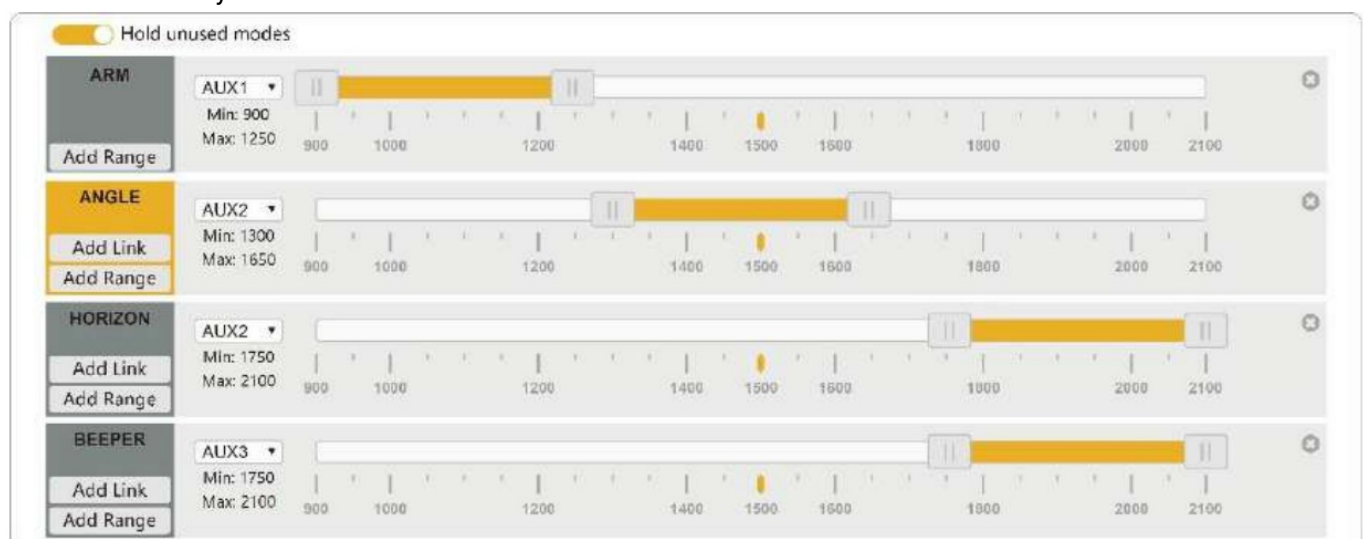 Hold unused modes
ARM
AUX1
Min: 900
Max: 1250
Add Range
900 1000 1200 1400 1500 1600 1800 2000 2100
ANGLE
AUX2
Min: 1300
Max: 1650
Add Link
Add Range
900 1000 1200 1400 1500 1600 1800 2000 2100
HORIZON
AUX2
Min: 1750
Max: 2100
Add Link
Add Range
900 1000 1200 1400 1500 1600 1800 2000 2100
BEEPER
AUX3
Min: 1750
Max: 2100
Add Link
Add Range
900 1000 1200 1400 1500 1600 1800 2000 2100